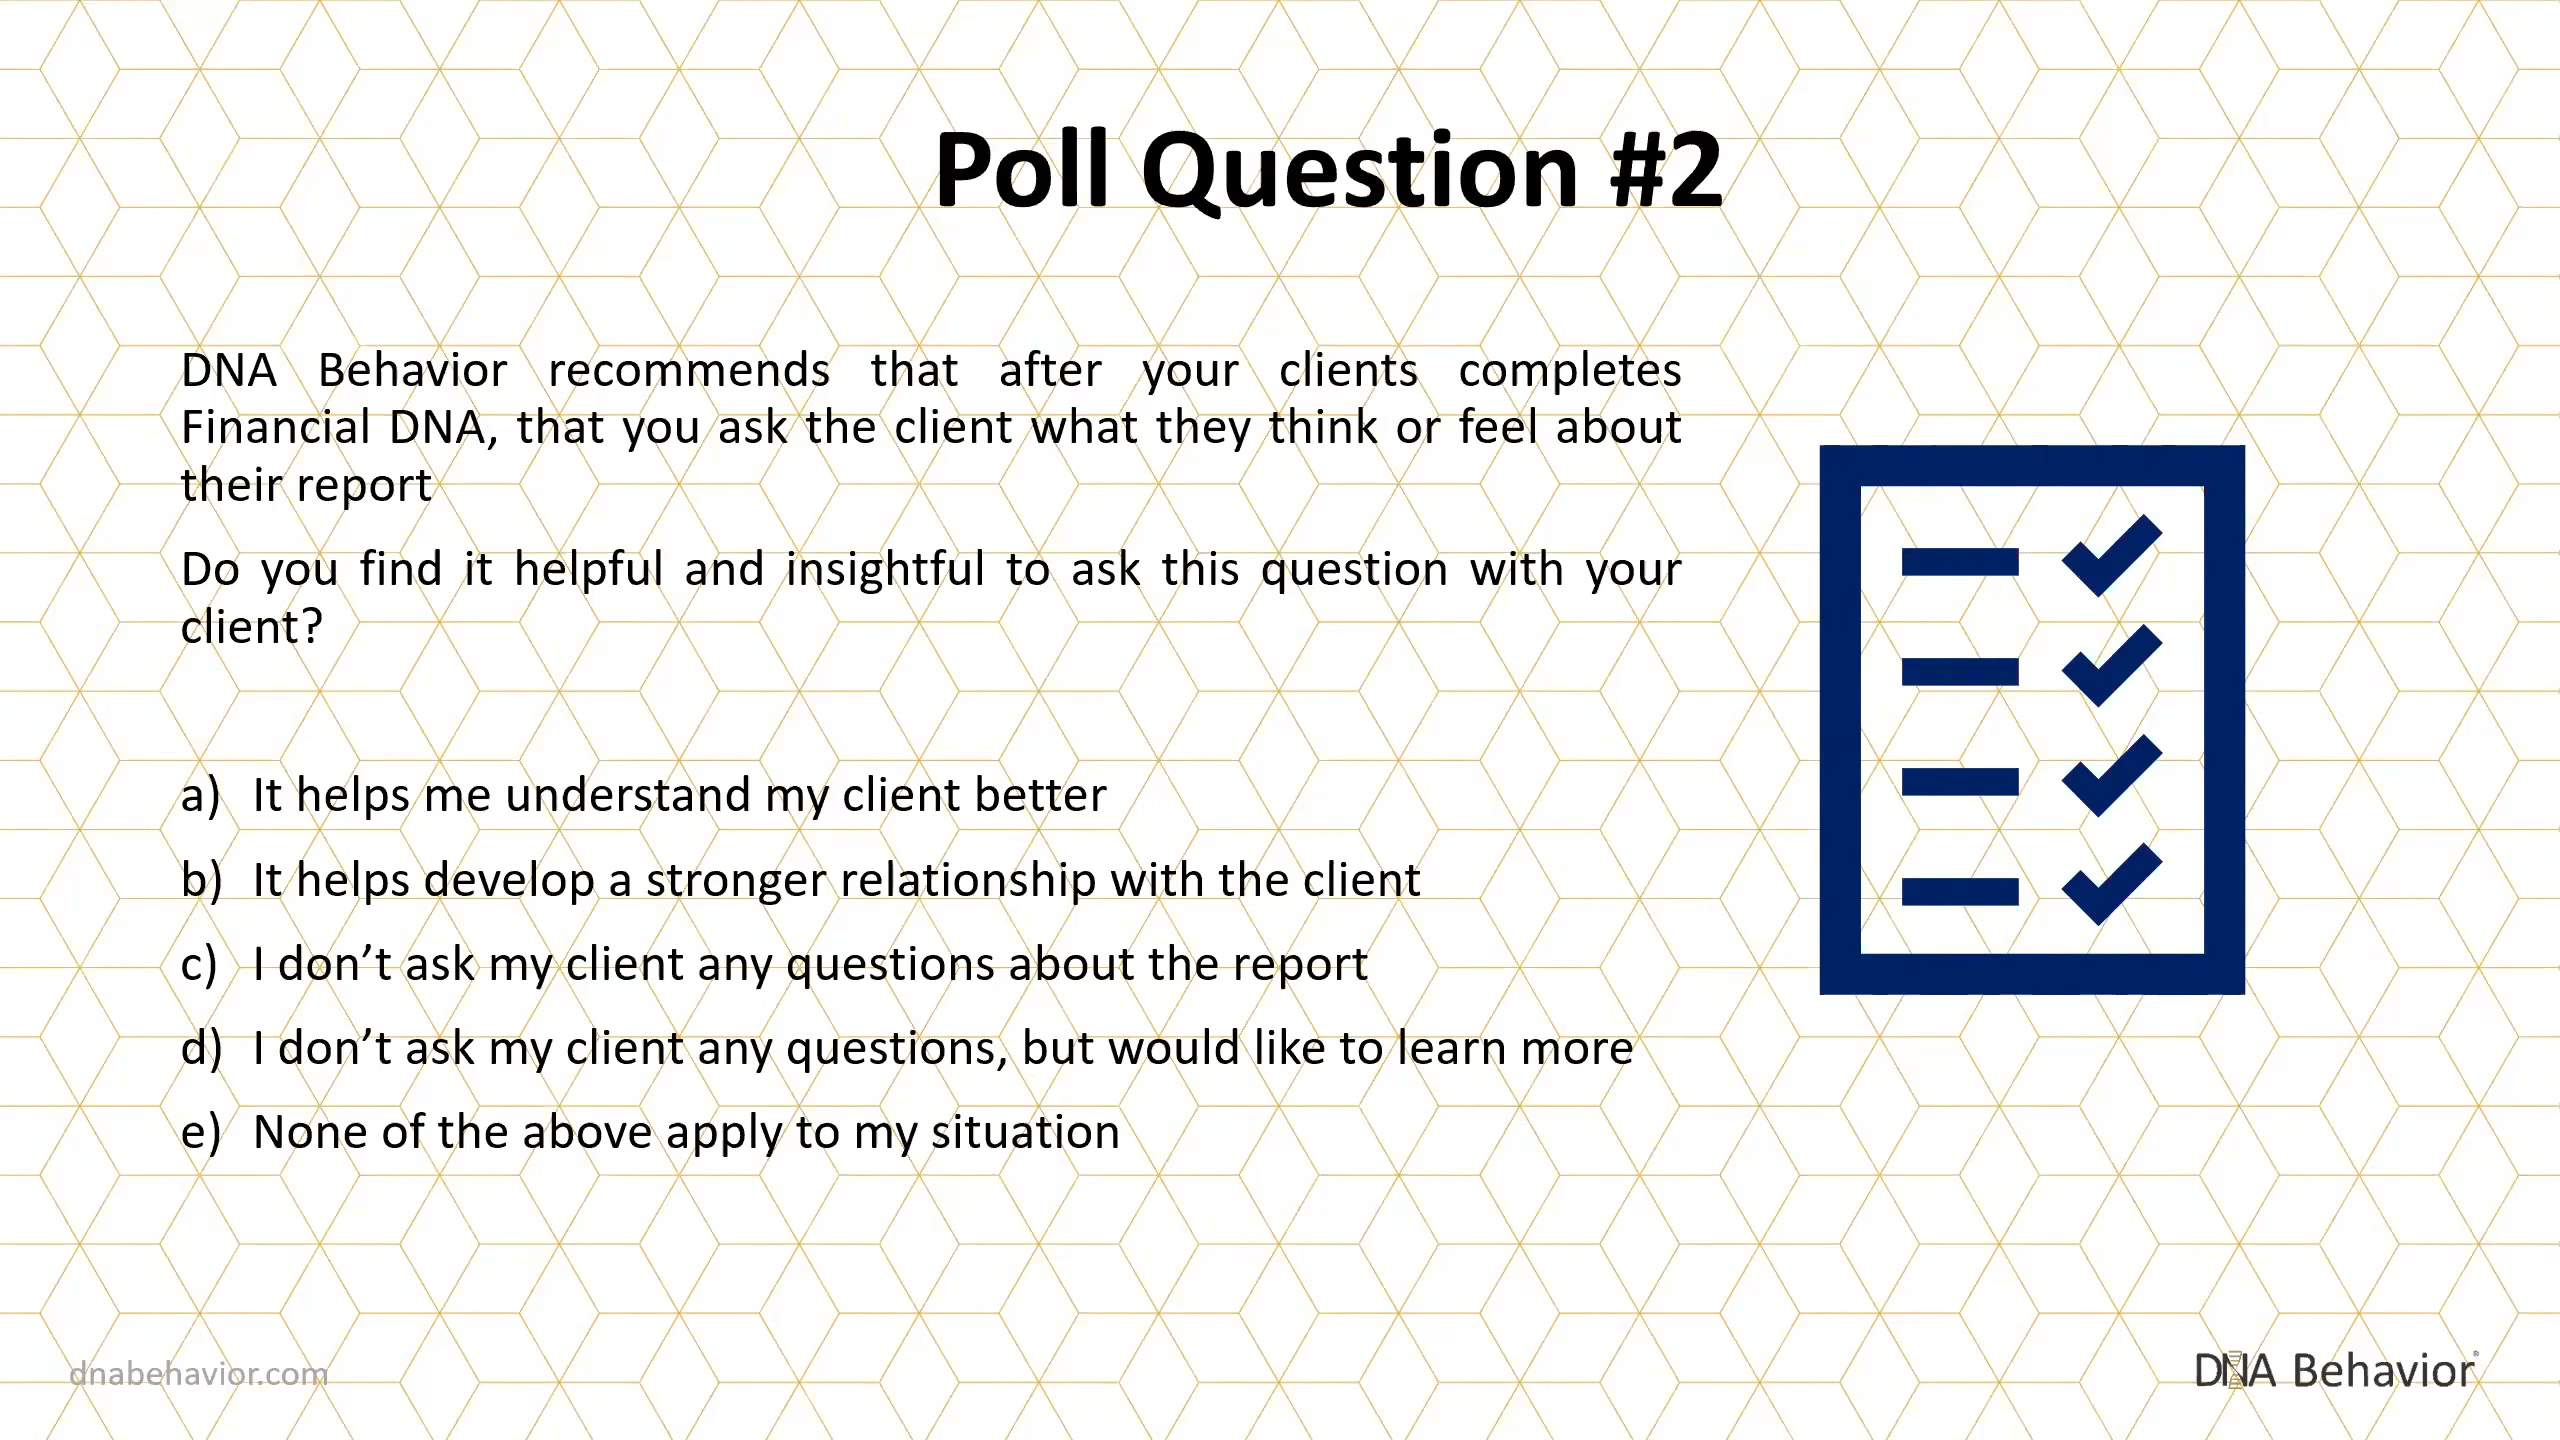 Poll Question #2
DNA Behavior recommends that after your clients completes
Financial DNA, that you ask the client what they think or feel about
their report
Do you find it helpful and insightful to ask this question with your
client?
a) It helps me understand my client better
b) It helps develop a stronger relationship with the client
c) I don’t ask my client any questions about the report
d) I don’t ask my client any questions, but would like to learn more
e) None of the above apply to my situation
dnabehavior.com
DNA Behavior®